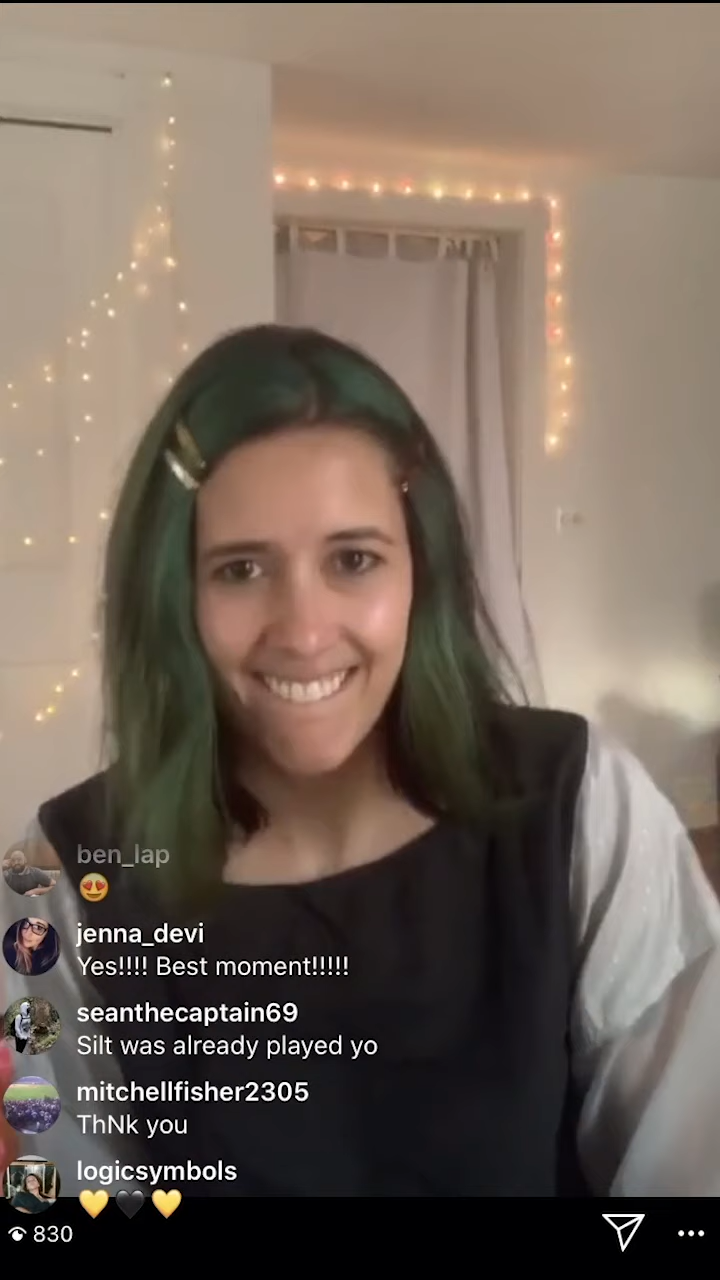 ben_lap
😍
jenna_devi
Yes!!!! Best moment!!!!!
seanthecaptain69
Silt was already played yo
mitchellfisher2305
ThNk you
logicsymbols
💛🖤💛
830